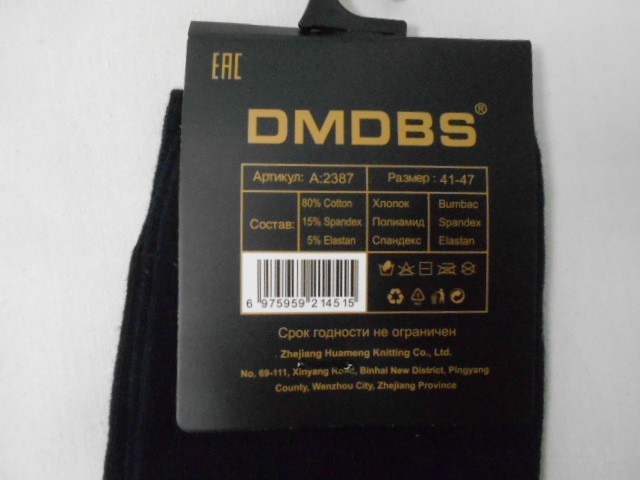 EAC
DMDBS®
Артикул: A:2387 Размер: 41-47
Состав:
80% Cotton Хлопок Bumbac
15% Spandex Полиамид Spandex
5% Elastan Спандекс Elastan
6 975959 214515
Срок годности не ограничен
Zhejiang Huameng Knitting Co., Ltd.
No. 69-111, Xinyang Road, Binhai New District, Pingyang
County, Wenzhou City, Zhejiang Province